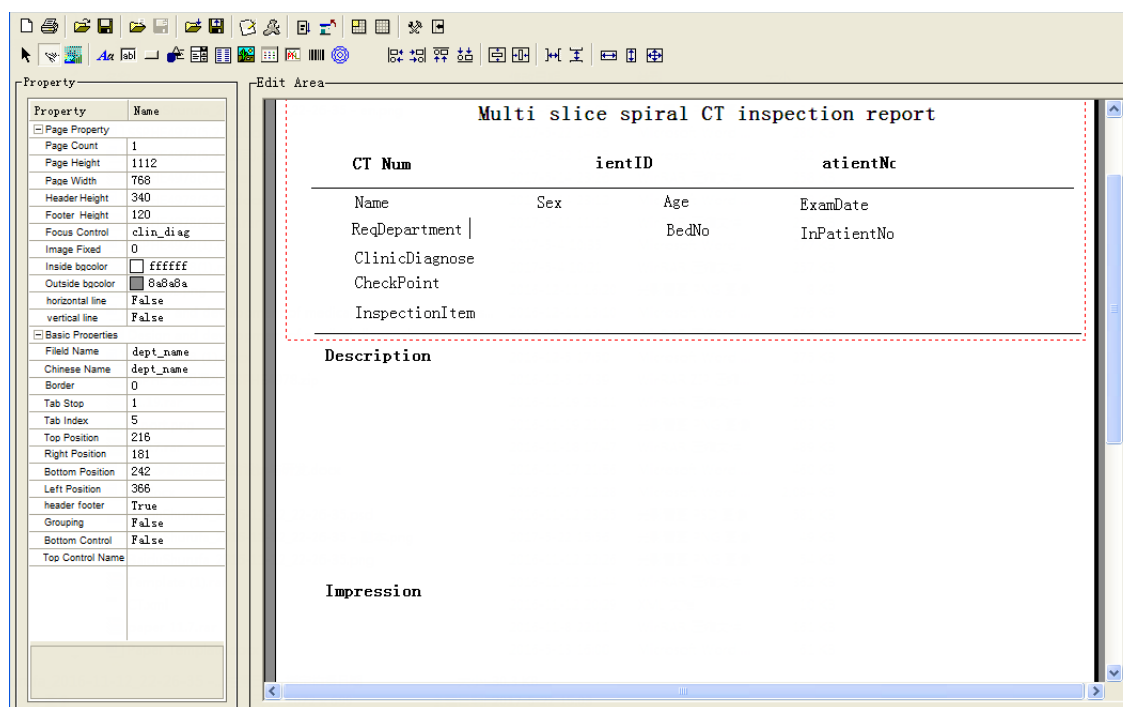 Aa
Property
Edit Area
Property Name
Page Property
Page Count 1
Page Height 1112
Page Width 768
Header Height 340
Footer Height 120
Focus Control clin_diag
Image Fixed 0
Inside bgcolor ffffff
Outside bgcolor 8a8a8a
horizontal line False
vertical line False
Basic Properties
Fileld Name dept_name
Chinese Name dept_name
Border 0
Tab Stop 1
Tab Index 5
Top Position 216
Right Position 181
Bottom Position 242
Left Position 366
header footer True
Grouping False
Bottom Control False
Top Control Name
Multi slice spiral CT inspection report
CT Num ientID atientNo
Name Sex Age ExamDate
ReqDepartment BedNo InPatientNo
ClinicDiagnose
CheckPoint
InspectionItem
Description
Impression